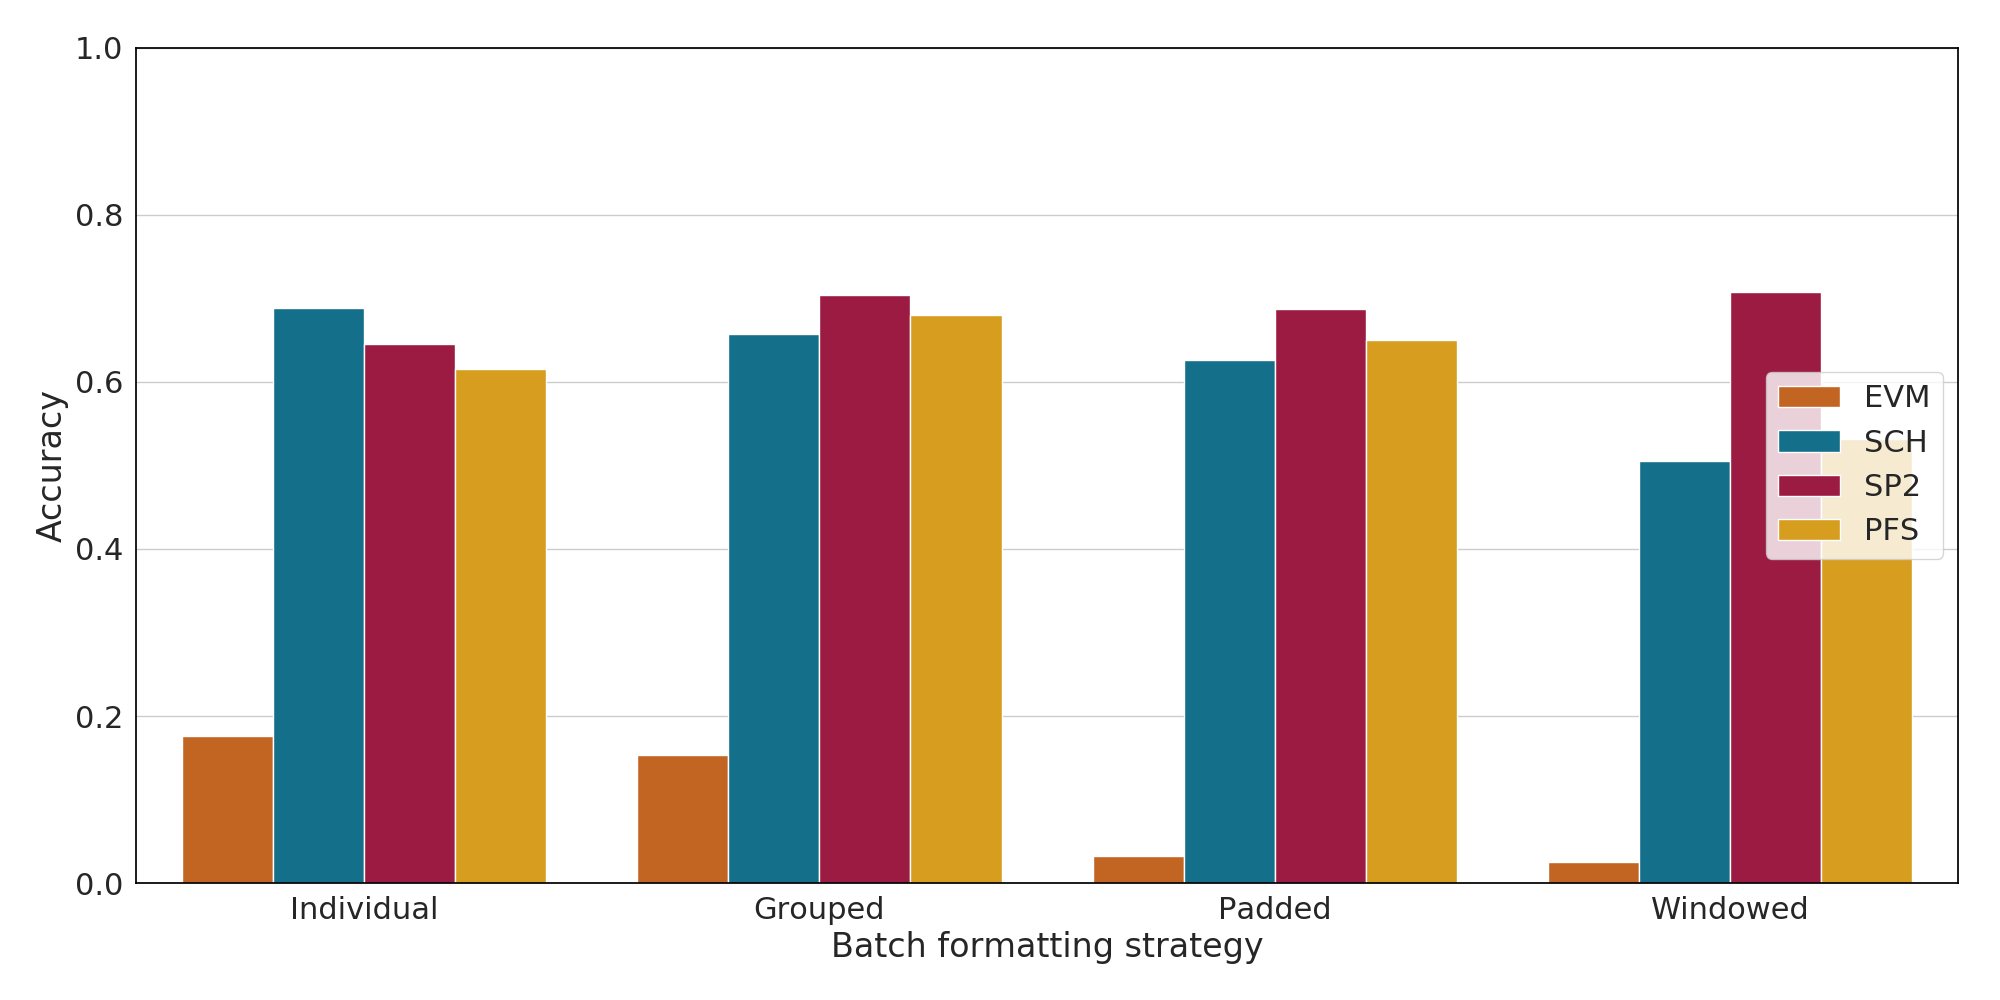 1.0
0.8
0.6
0.4
0.2
0.0
Accuracy
EVM
SCH
SP2
PFS
Individual
Grouped
Padded
Windowed
Batch formatting strategy